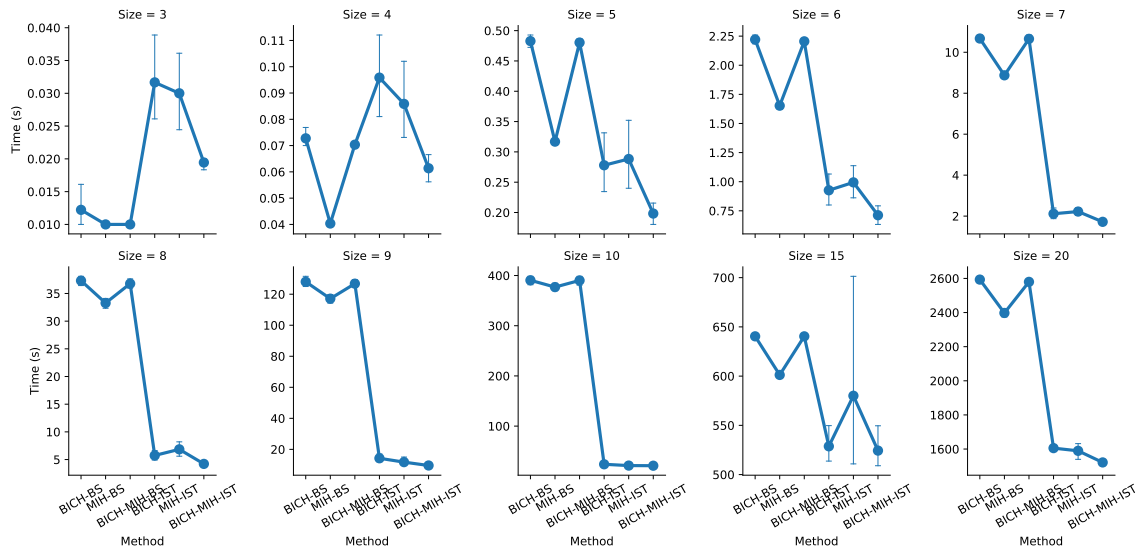 Size = 3
Size = 4
Size = 5
Size = 6
Size = 7
Time (s)
0.040
0.035
0.030
0.025
0.020
0.015
0.010
0.11
0.10
0.09
0.08
0.07
0.06
0.05
0.04
0.50
0.45
0.40
0.35
0.30
0.25
0.20
2.25
2.00
1.75
1.50
1.25
1.00
0.75
10
8
6
4
2
Size = 8
Size = 9
Size = 10
Size = 15
Size = 20
Time (s)
35
30
25
20
15
10
5
120
100
80
60
40
20
400
300
200
100
700
650
600
550
500
2600
2400
2200
2000
1800
1600
BICH-BS
MIH-BS
BICH-MIH-BS
BICH-IST
MIH-IST
BICH-MIH-IST
BICH-BS
MIH-BS
BICH-MIH-BS
BICH-IST
MIH-IST
BICH-MIH-IST
BICH-BS
MIH-BS
BICH-MIH-BS
BICH-IST
MIH-IST
BICH-MIH-IST
BICH-BS
MIH-BS
BICH-MIH-BS
BICH-IST
MIH-IST
BICH-MIH-IST
BICH-BS
MIH-BS
BICH-MIH-BS
BICH-IST
MIH-IST
BICH-MIH-IST
Method
Method
Method
Method
Method